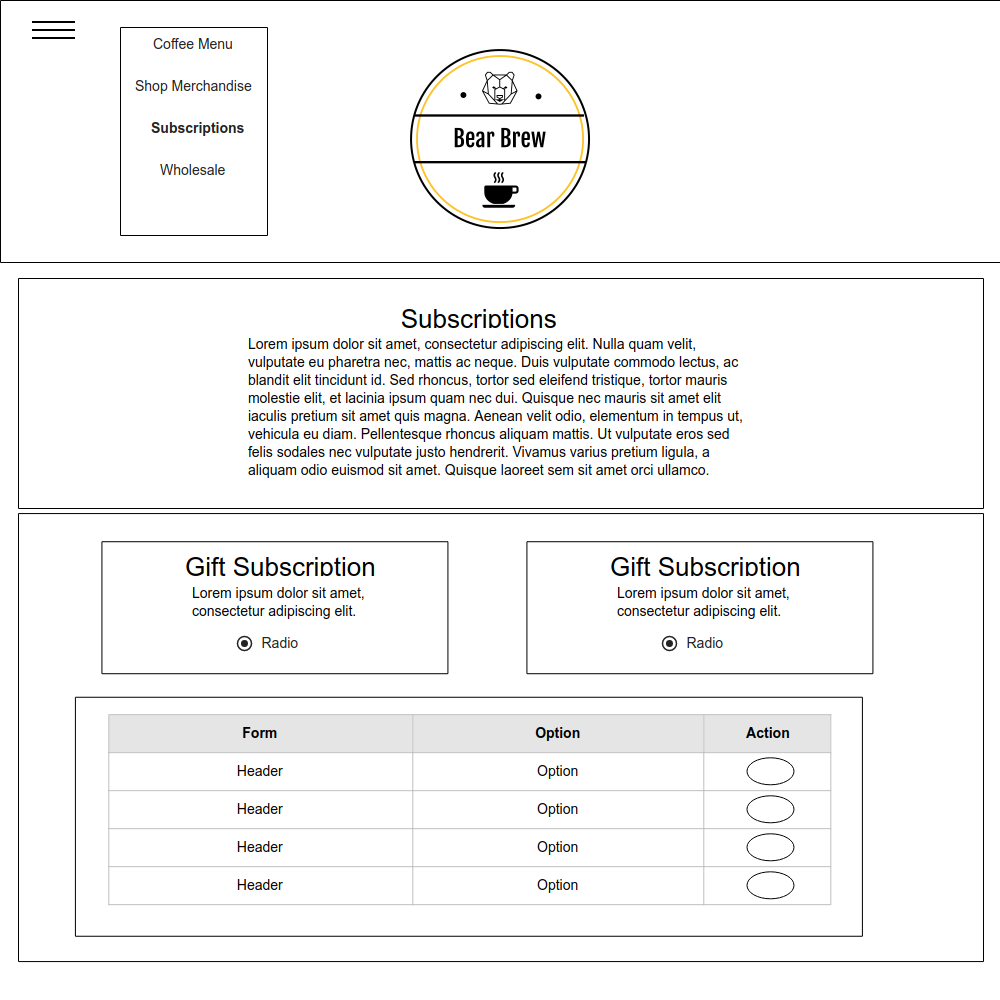 Coffee Menu
Shop Merchandise
Subscriptions
Wholesale
Bear Brew
Subscriptions
Lorem ipsum dolor sit amet, consectetur adipiscing elit. Nulla quam velit,
vulputate eu pharetra nec, mattis ac neque. Duis vulputate commodo lectus, ac
blandit elit tincidunt id. Sed rhoncus, tortor sed eleifend tristique, tortor mauris
molestie elit, et lacinia ipsum quam nec dui. Quisque nec mauris sit amet elit
iaculis pretium sit amet quis magna. Aenean velit odio, elementum in tempus ut,
vehicula eu diam. Pellentesque rhoncus aliquam mattis. Ut vulputate eros sed
felis sodales nec vulputate justo hendrerit. Vivamus varius pretium ligula, a
aliquam odio euismod sit amet. Quisque laoreet sem sit amet orci ullamco.
Gift Subscription
Lorem ipsum dolor sit amet,
consectetur adipiscing elit.
Radio
Gift Subscription
Lorem ipsum dolor sit amet,
consectetur adipiscing elit.
Radio
Form Option Action
Header Option
Header Option
Header Option
Header Option